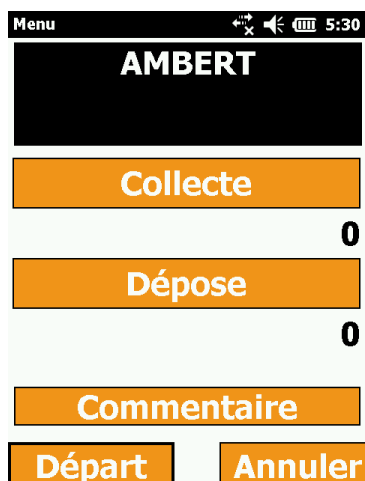 Menu 5:30
AMBERT
Collecte
0
Dépose
0
Commentaire
Départ Annuler